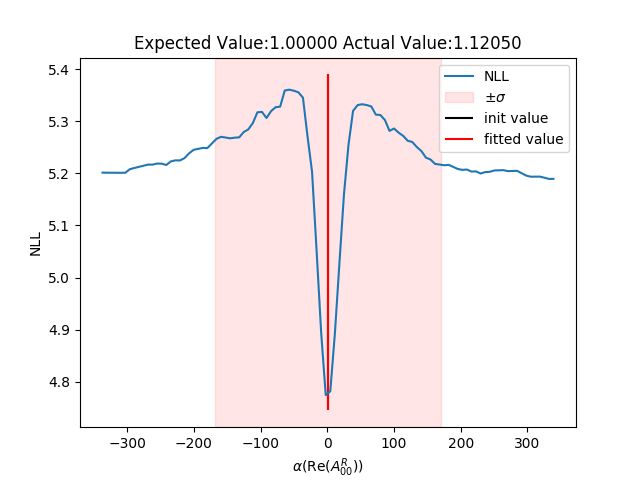 Expected Value:1.00000 Actual Value:1.12050
NLL
±σ
init value
fitted value
5.4
5.3
5.2
5.1
5.0
4.9
4.8
NLL
−300 −200 −100 0 100 200 300
α(Re(A^R_00))